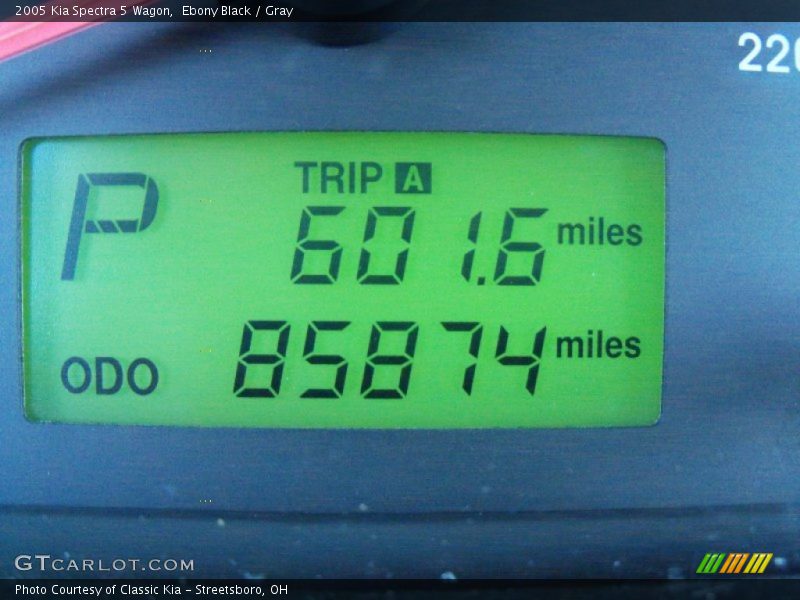 2005 Kia Spectra 5 Wagon, Ebony Black / Gray
220
P
TRIP A
601.6 miles
ODO 85874 miles
GTCARLOT.COM
Photo Courtesy of Classic Kia - Streetsboro, OH